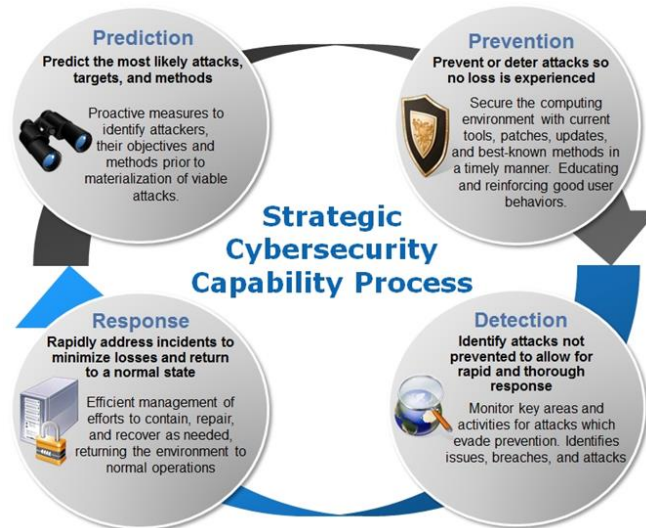 Prediction
Predict the most likely attacks,
targets, and methods
Proactive measures to
identify attackers,
their objectives and
methods prior to
materialization of viable
attacks.
Prevention
Prevent or deter attacks so
no loss is experienced
Secure the computing
environment with current
tools, patches, updates,
and best-known methods in
a timely manner. Educating
and reinforcing good user
behaviors.
Strategic
Cybersecurity
Capability Process
Response
Rapidly address incidents to
minimize losses and return
to a normal state
Efficient management of
efforts to contain, repair,
and recover as needed,
returning the environment to
normal operations
Detection
Identify attacks not
prevented to allow for
rapid and thorough
response
Monitor key areas and
activities for attacks which
evade prevention. Identifies
issues, breaches, and attacks